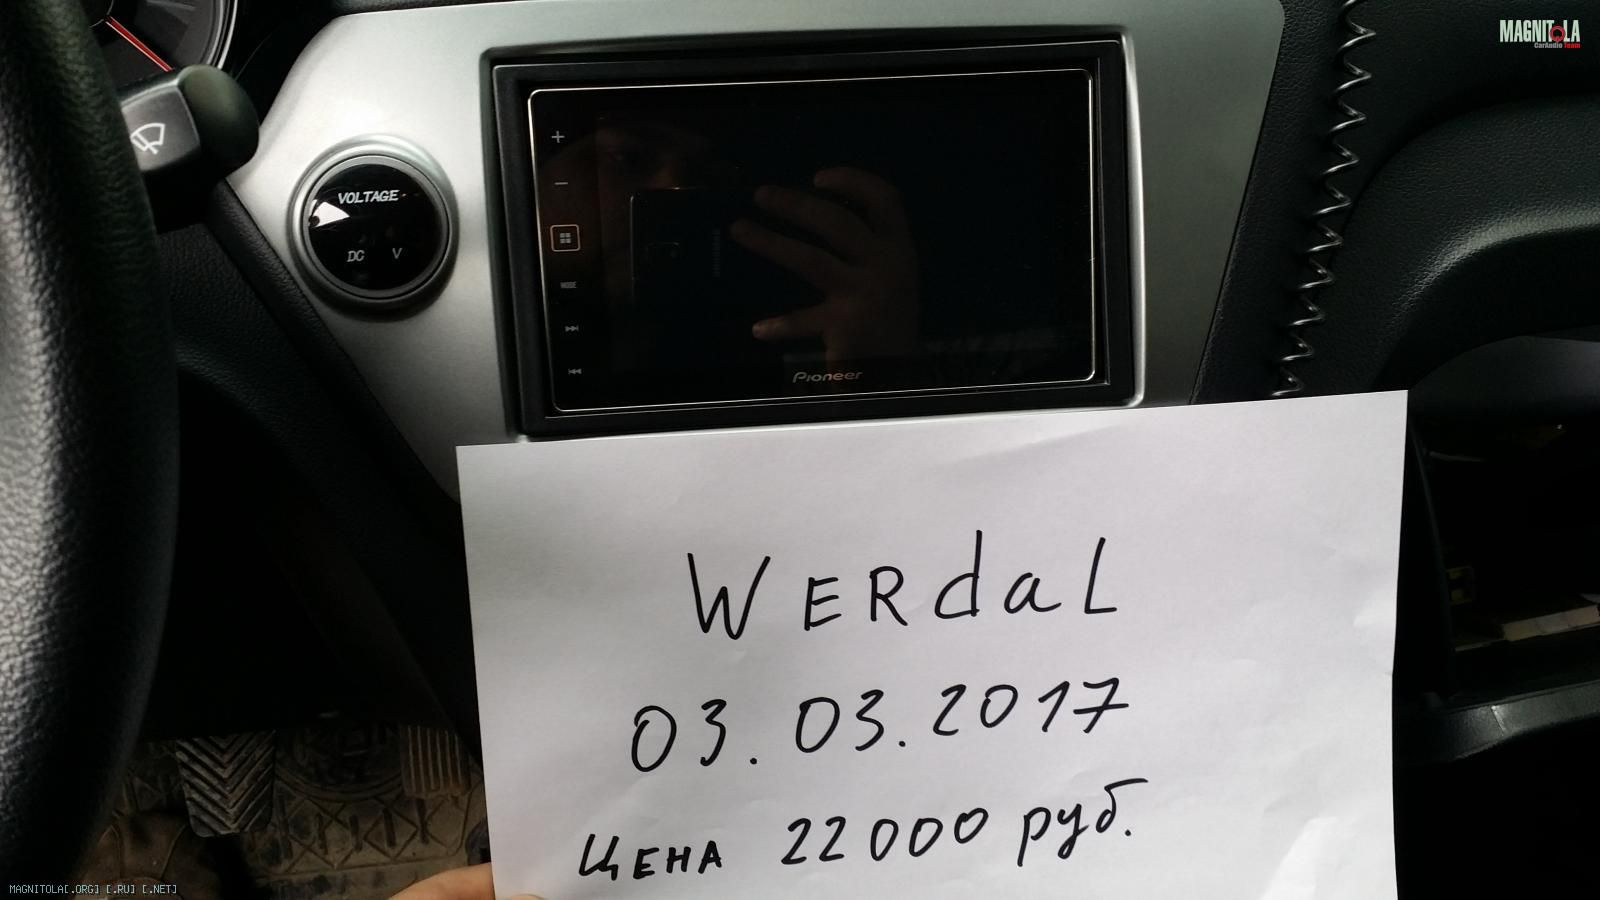 MAGNITOLA
CarAudio Team
VOLTAGE
DC V
MODE
Pioneer
WERdaL
03.03.2017
Цена 22000 руб.
MAGNITOLA[.ORG] [.RU] [.NET]